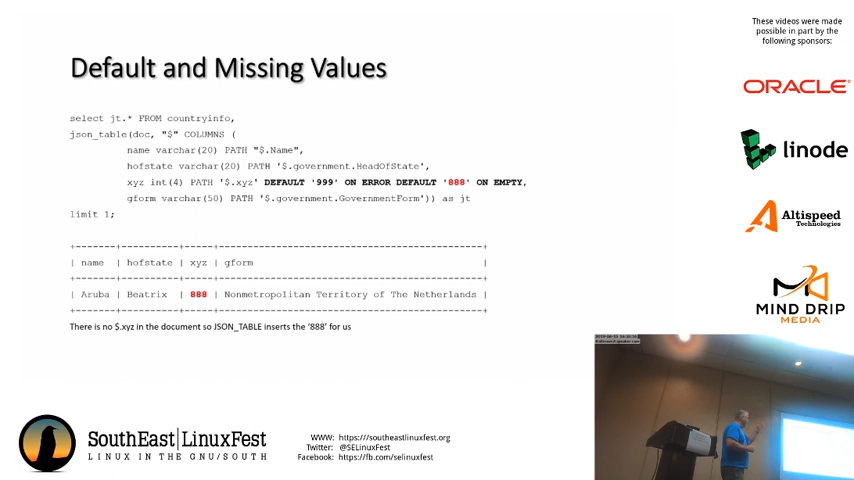 Default and Missing Values
select jt.* FROM countryinfo,
json_table(doc, "$" COLUMNS (
name varchar(20) PATH "$.Name",
hofstate varchar(20) PATH '$.government.HeadOfState',
xyz int(4) PATH '$.xyz' DEFAULT '999' ON ERROR DEFAULT '888' ON EMPTY,
gform varchar(50) PATH '$.government.GovernmentForm')) as jt
limit 1;
+-------+----------+-----+-------------------------------------------------+
| name | hofstate | xyz | gform |
+-------+----------+-----+-------------------------------------------------+
| Aruba | Beatrix | 888 | Nonmetropolitan Territory of The Netherlands |
+-------+----------+-----+-------------------------------------------------+
There is no $.xyz in the document so JSON_TABLE inserts the '888' for us
These videos were made
possible in part by the
following sponsors:
ORACLE
linode
Altispeed
Technologies
MIND DRIP
MEDIA
SouthEast LinuxFest
LINUX IN THE GNU/SOUTH
WWW: https:///southeastlinuxfest.org
Twitter: @SELinuxFest
Facebook: https://fb.com/selinuxfest